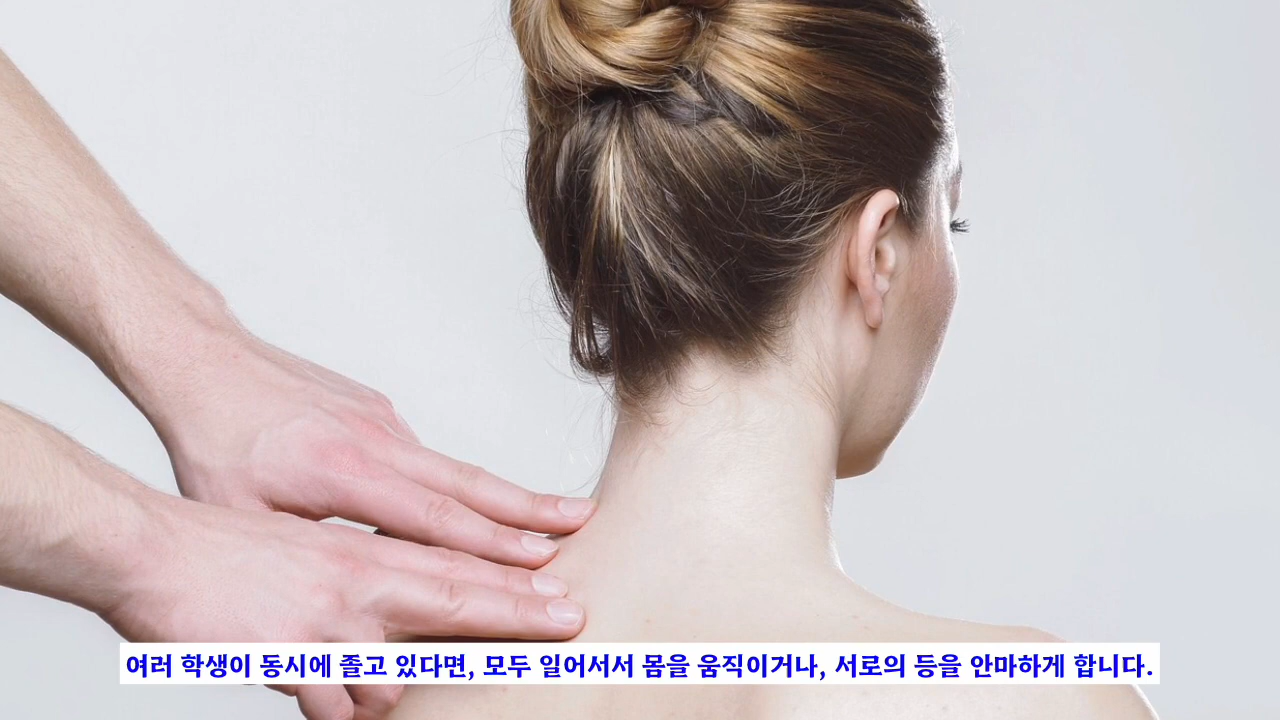 여러 학생이 동시에 졸고 있다면, 모두 일어서서 몸을 움직이거나, 서로의 등을 안마하게 합니다.